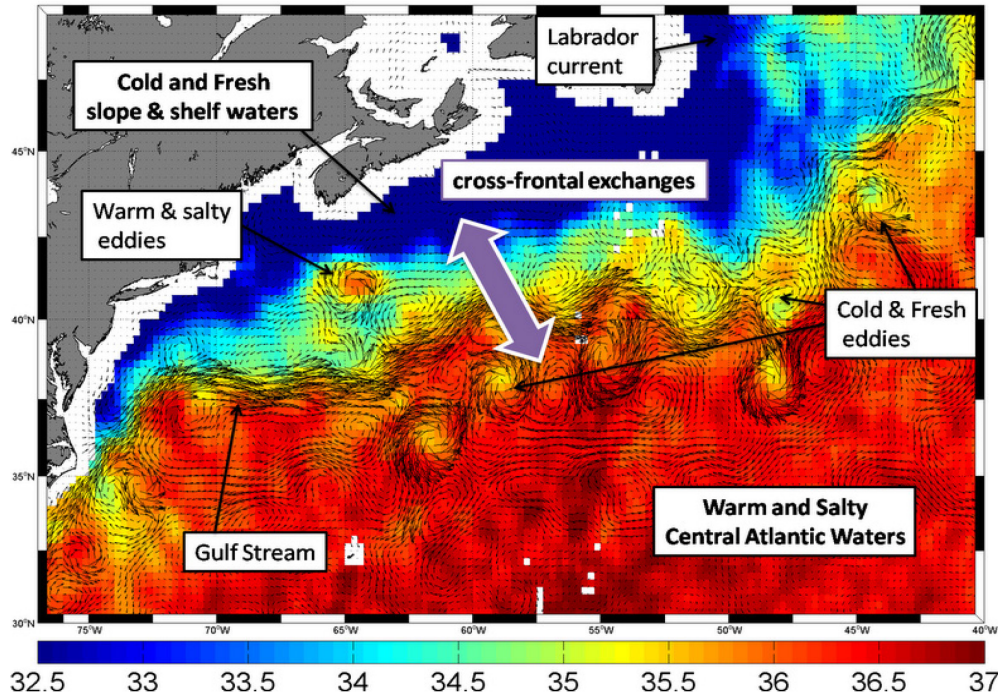 Labrador
current
Cold and Fresh
slope & shelf waters
45°N
cross-frontal exchanges
Warm & salty
eddies
40°N
Cold & Fresh
eddies
35°N
Warm and Salty
Central Atlantic Waters
Gulf Stream
30°N
75°W 70°W 65°W 60°W 55°W 50°W 45°W 40°W
32.5 33 33.5 34 34.5 35 35.5 36 36.5 37